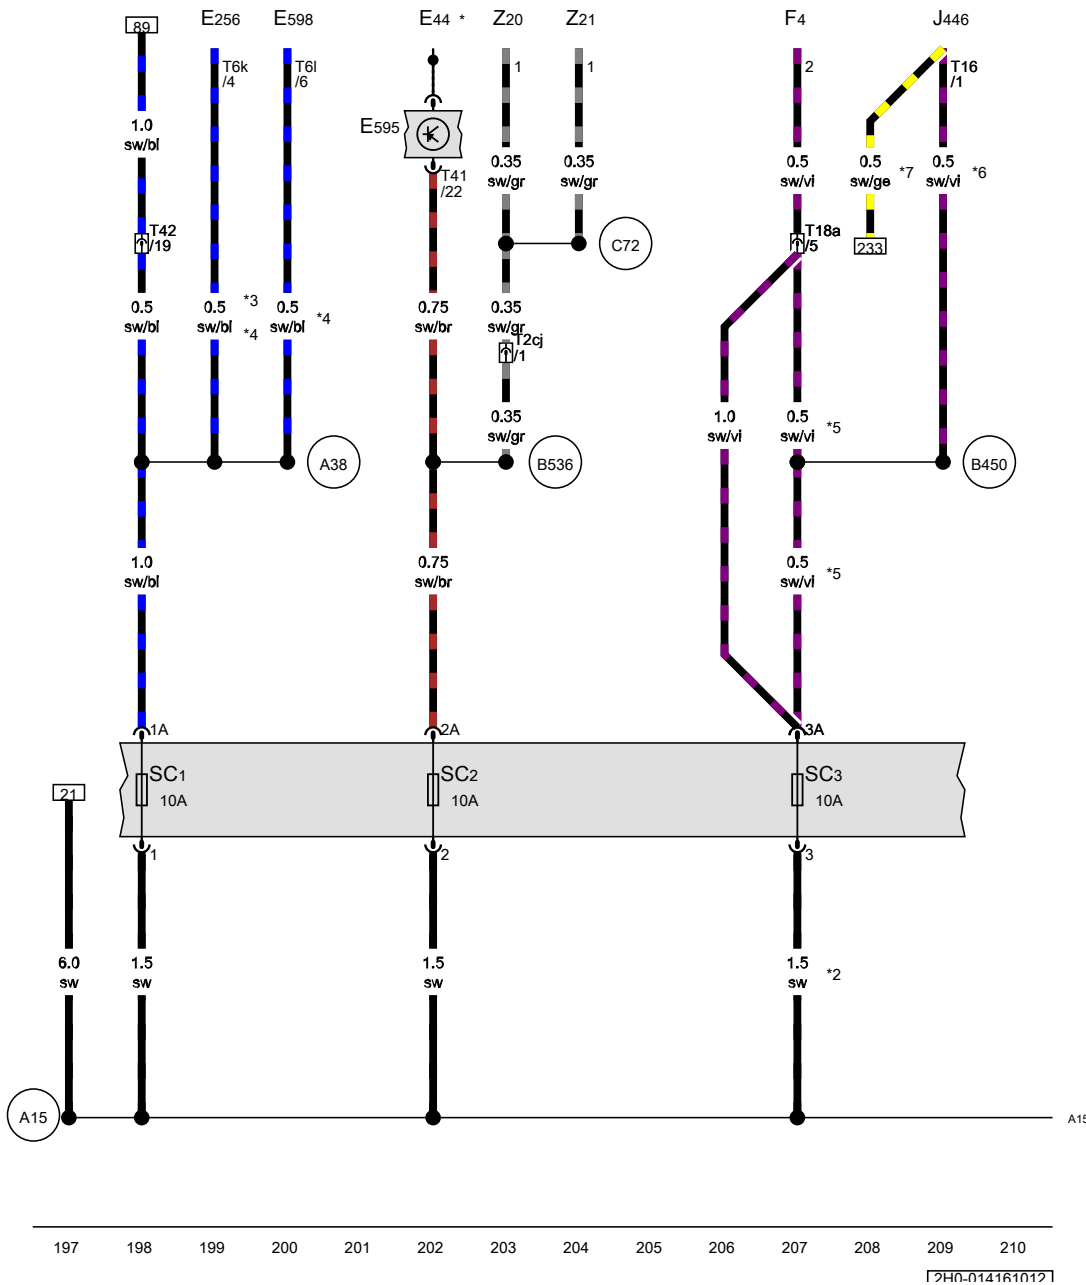 89
E256
E598
E44 *
Z20
Z21
F4
J446
T6k
/4
T6l
/6
1
1
2
T16
/1
1.0
sw/bl
E595
T41
/22
0.35
sw/gr
0.35
sw/gr
0.5
sw/vi
0.5
sw/ge
*7
0.5
sw/vi
*6
T42
/19
C72
T18a
/5
233
0.5
sw/bl
0.5
sw/bl
*3
*4
0.5
sw/bl
*4
0.75
sw/br
0.35
sw/gr
T2cj
/1
0.35
sw/gr
1.0
sw/vi
0.5
sw/vi
*5
A38
B536
B450
1.0
sw/bl
0.75
sw/br
0.5
sw/vi
*5
1A
2A
3A
SC1
10A
SC2
10A
SC3
10A
21
1
2
3
6.0
sw
1.5
sw
1.5
sw
1.5
sw
*2
A15
A15
197 198 199 200 201 202 203 204 205 206 207 208 209 210
2H0-014161012